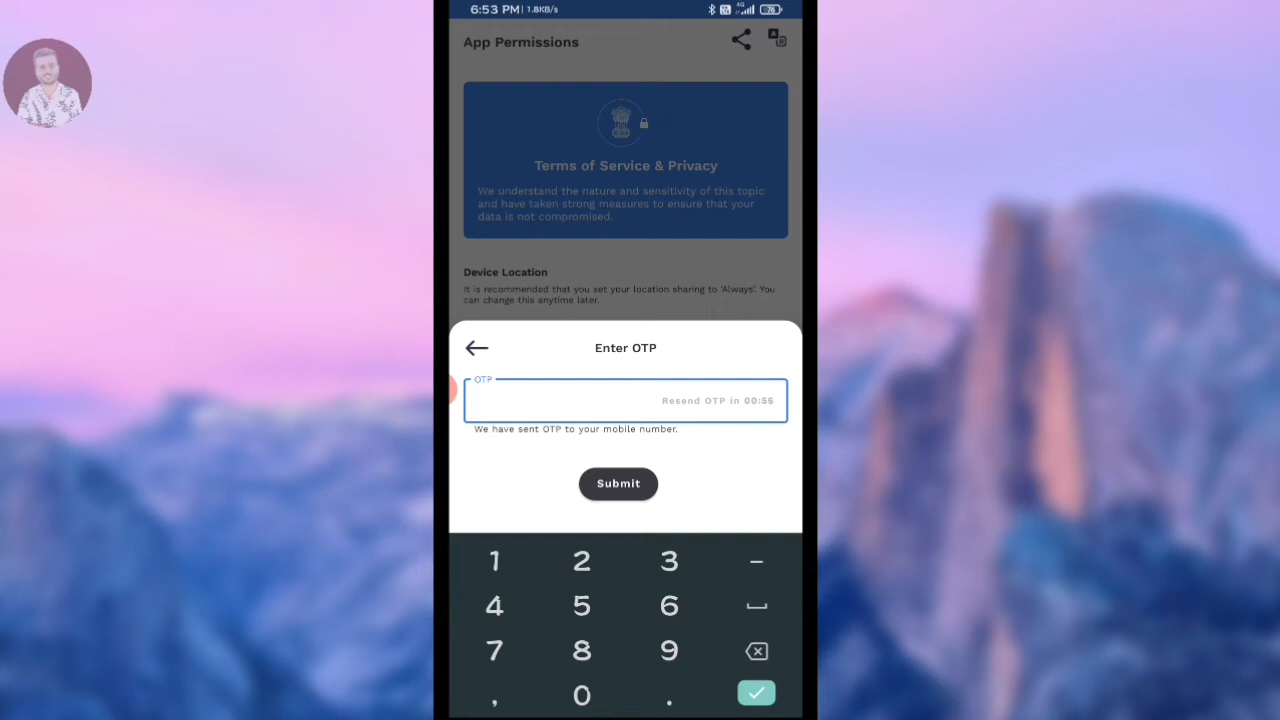 6:53 PM | 1.8KB/s
4G
76
App Permissions
Terms of Service & Privacy
We understand the nature and sensitivity of this topic
and have taken strong measures to ensure that your
data is not compromised.
Device Location
It is recommended that you set your location sharing to 'Always'. You
can change this anytime later.
Enter OTP
OTP
Resend OTP in 00:55
We have sent OTP to your mobile number.
Submit
1 2 3 –
4 5 6
7 8 9
, 0 .